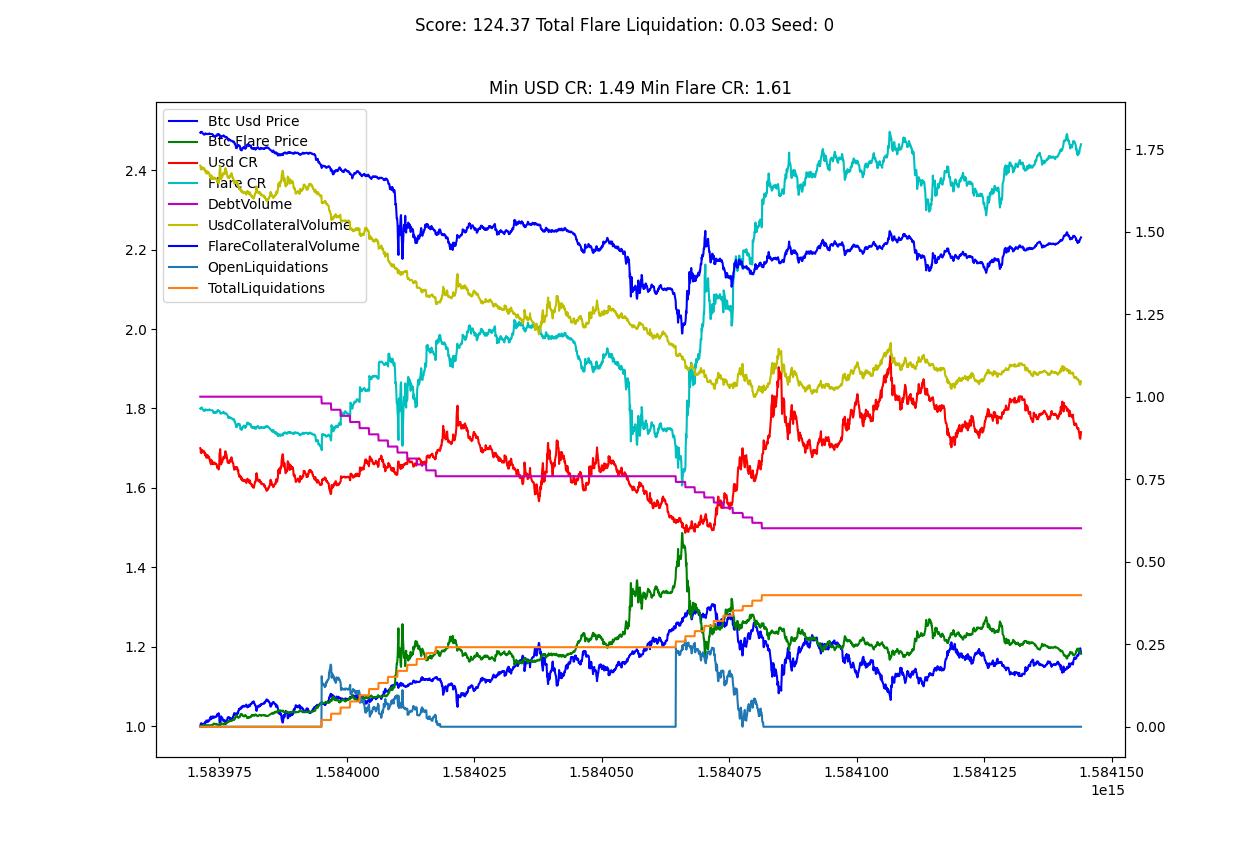 Score: 124.37 Total Flare Liquidation: 0.03 Seed: 0
Min USD CR: 1.49 Min Flare CR: 1.61
Btc Usd Price
Btc Flare Price
Usd CR
Flare CR
DebtVolume
UsdCollateralVolume
FlareCollateralVolume
OpenLiquidations
TotalLiquidations
2.4
2.2
2.0
1.8
1.6
1.4
1.2
1.0
1.75
1.50
1.25
1.00
0.75
0.50
0.25
0.00
1.583975 1.584000 1.584025 1.584050 1.584075 1.584100 1.584125 1.584150
1e15